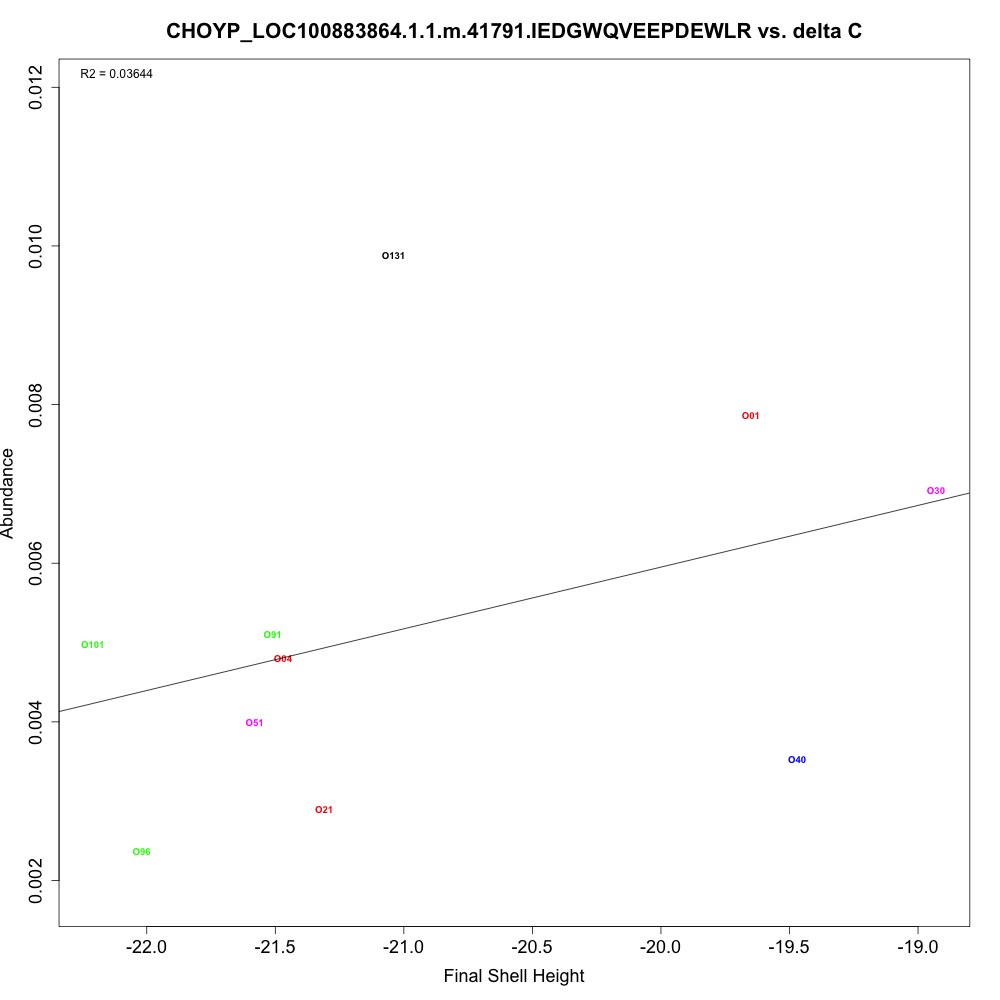 CHOYP_LOC100883864.1.1.m.41791.IEDGWQVEEPDEWLR vs. delta C
R2 = 0.03644
0.012
0.010
0.008
0.006
0.004
0.002
Abundance
O131
O01
O30
O91
O101
O04
O51
O40
O21
O96
-22.0 -21.5 -21.0 -20.5 -20.0 -19.5 -19.0
Final Shell Height